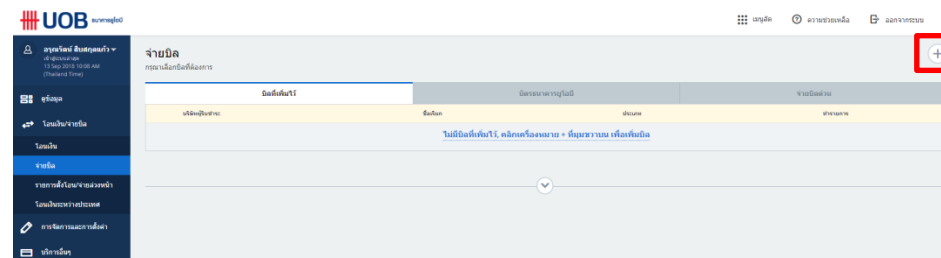 UOB ธนาคารยูโอบี
เมนูลัด
ความช่วยเหลือ
ออกจากระบบ
เข้าสู่ระบบล่าสุด
13 Sep 2018 10:08 AM
(Thailand Time)
ดูข้อมูล
โอนเงิน/จ่ายบิล
โอนเงิน
จ่ายบิล
รายการตั้งโอน/จ่ายล่วงหน้า
โอนเงินระหว่างประเทศ
การจัดการและการตั้งค่า
บริการอื่นๆ
จ่ายบิล
กรุณาเลือกบิลที่ต้องการ
บิลที่เพิ่มไว้
บัตรธนาคารยูโอบี
จ่ายบิลด่วน
บริษัทผู้รับชำระ
ชื่อเรียก
ประเภท
ทำรายการ
ไม่มีบิลที่เพิ่มไว้, คลิกเครื่องหมาย + ที่มุมขวาบน เพื่อเพิ่มบิล